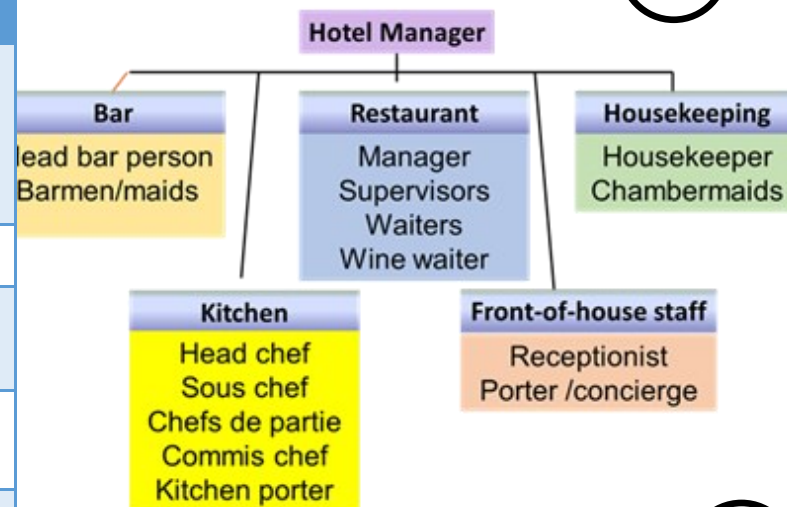 Hotel Manager
Bar
bar person
Barmen/maids
Restaurant
Manager
Supervisors
Waiters
Wine waiter
Housekeeping
Housekeeper
Chambermaids
Kitchen
Head chef
Sous chef
Chefs de partie
Commis chef
Kitchen porter
Front-of-house staff
Receptionist
Porter /concierge